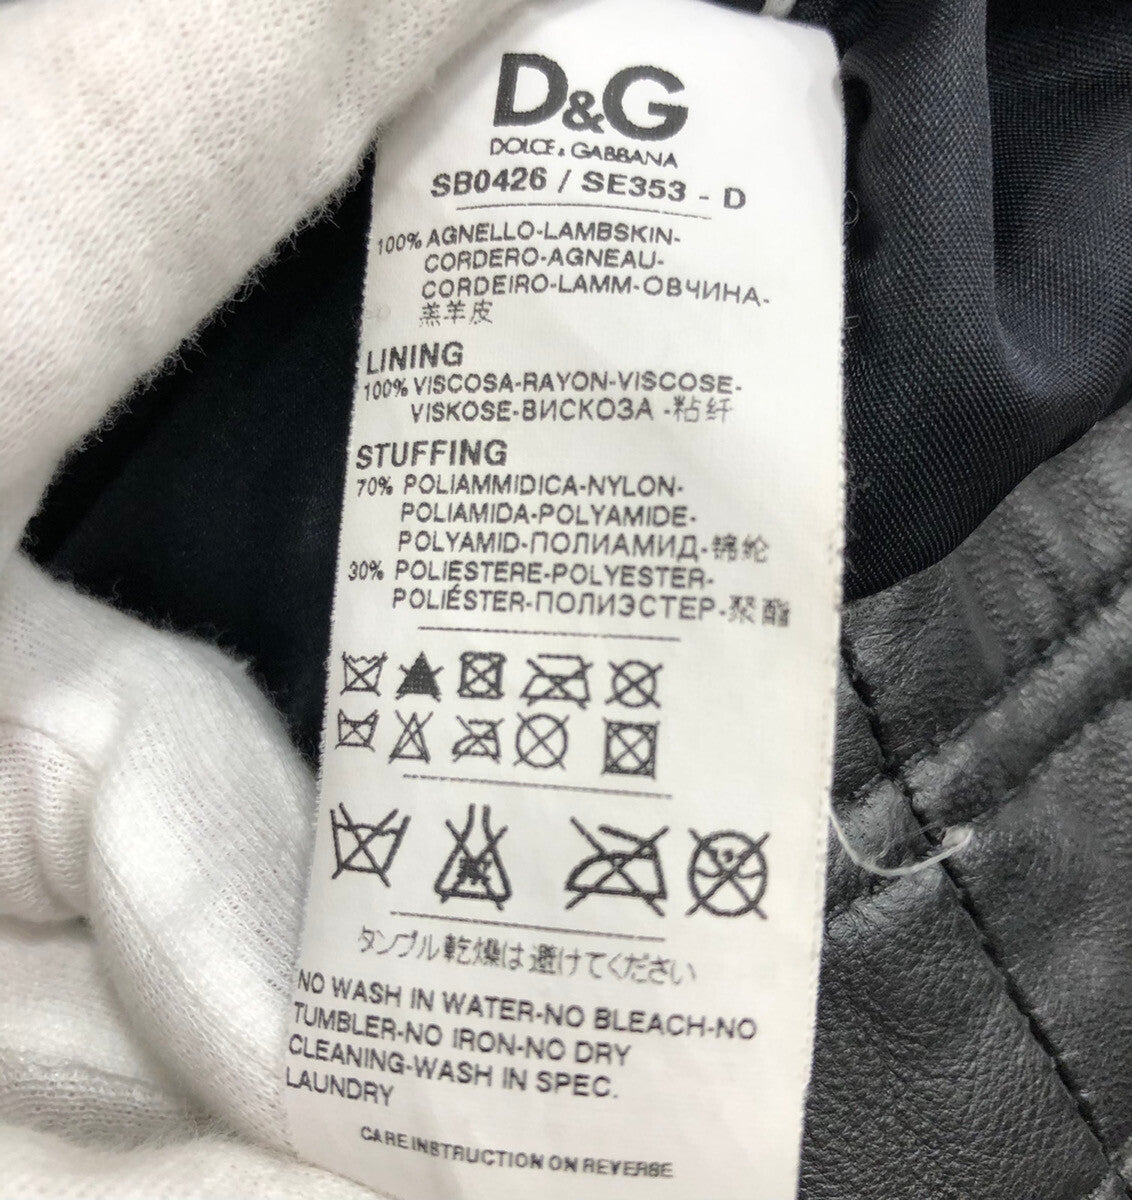 D&G
DOLCE & GABBANA
SB0426 / SE353 - D
100% AGNELLO-LAMBSKIN-
CORDERO-AGNEAU-
CORDEIRO-LAMM-ОВЧИНА-
羔羊皮
LINING
100% VISCOSA-RAYON-VISCOSE-
VISKOSE-ВИСКОЗА -粘纤
STUFFING
70% POLIAMMIDICA-NYLON-
POLIAMIDA-POLYAMIDE-
POLYAMID-ПОЛИАМИД-锦纶
30% POLIESTERE-POLYESTER-
POLIÉSTER-ПОЛИЭСТЕР-聚酯
タンブル乾燥は避けてください
NO WASH IN WATER-NO BLEACH-NO
TUMBLER-NO IRON-NO DRY
CLEANING-WASH IN SPEC.
LAUNDRY
CARE INSTRUCTION ON REVERSE